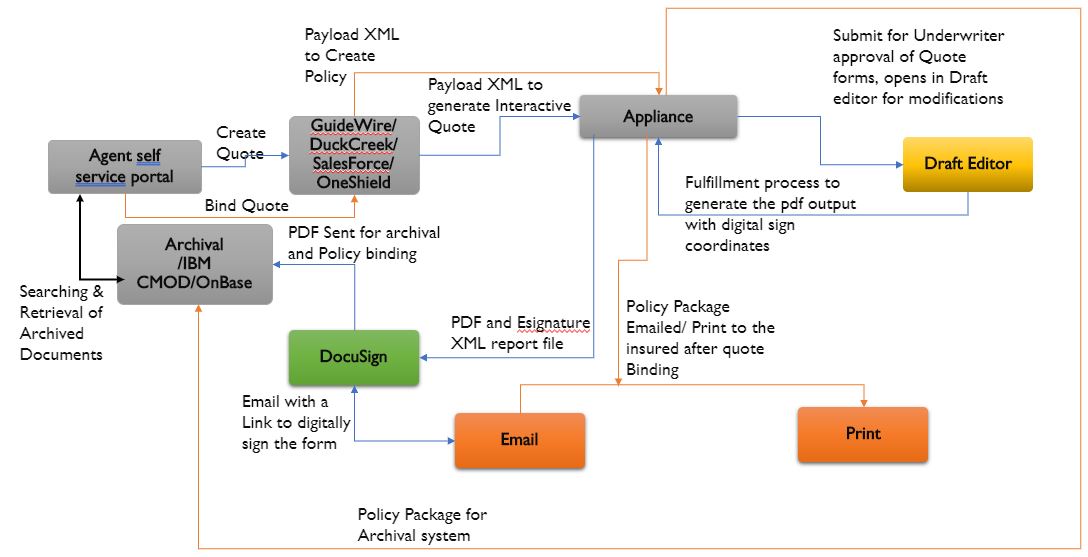 Payload XML
to Create
Policy
Submit for Underwriter
approval of Quote
forms, opens in Draft
editor for modifications
Payload XML to
generate Interactive
Quote
Appliance
GuideWire/
DuckCreek/
SalesForce/
OneShield
Create
Quote
Agent self
service portal
Draft Editor
Bind Quote
Fulfillment process to
generate the pdf output
with digital sign
coordinates
PDF Sent for archival
and Policy binding
Archival
/IBM
CMOD/OnBase
Searching &
Retrieval of
Archived
Documents
Policy Package
Emailed/ Print to the
insured after quote
Binding
PDF and Esignature
XML report file
DocuSign
Email with a
Link to digitally
sign the form
Email
Print
Policy Package for
Archival system